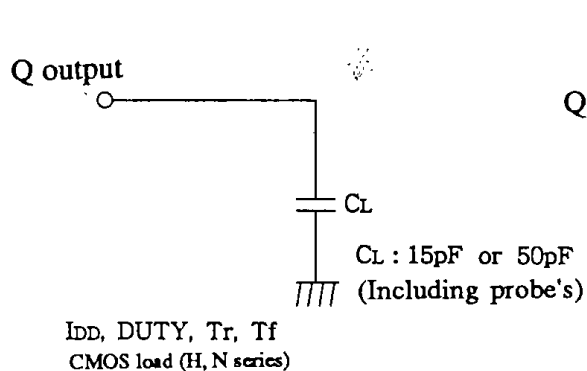 Q output
Q
CL
CL : 15pF or 50pF
(Including probe's)
IDD, DUTY, Tr, Tf
CMOS load (H, N series)